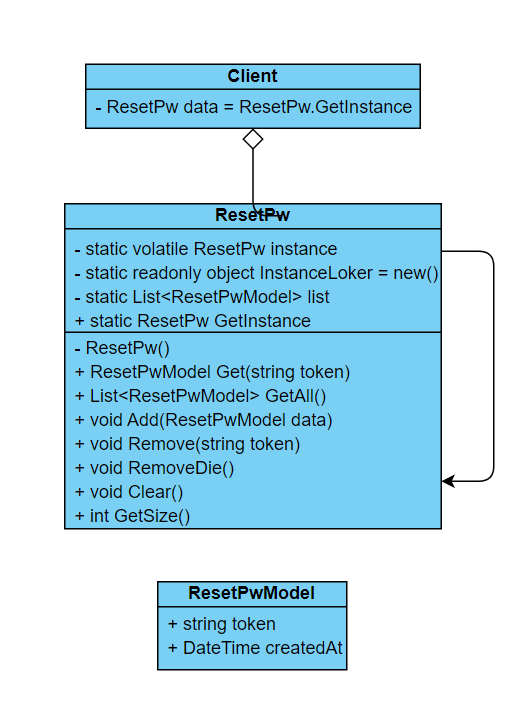 Client
- ResetPw data = ResetPw.GetInstance
ResetPw
- static volatile ResetPw instance
- static readonly object InstanceLoker = new()
- static List<ResetPwModel> list
+ static ResetPw GetInstance
- ResetPw()
+ ResetPwModel Get(string token)
+ List<ResetPwModel> GetAll()
+ void Add(ResetPwModel data)
+ void Remove(string token)
+ void RemoveDie()
+ void Clear()
+ int GetSize()
ResetPwModel
+ string token
+ DateTime createdAt